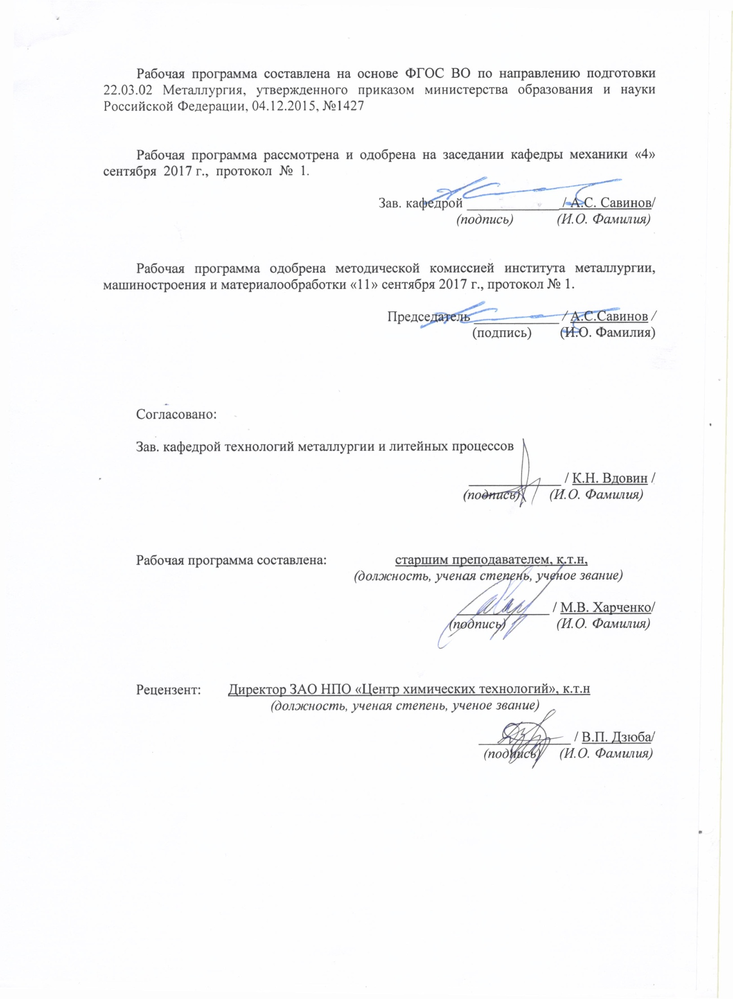 Рабочая программа составлена на основе ФГОС ВО по направлению подготовки
22.03.02 Металлургия, утвержденного приказом министерства образования и науки
Российской Федерации, 04.12.2015, №1427
Рабочая программа рассмотрена и одобрена на заседании кафедры механики «4»
сентября 2017 г., протокол № 1.
Зав. кафедрой ______________/ А.С. Савинов/
(подпись) (И.О. Фамилия)
Рабочая программа одобрена методической комиссией института металлургии,
машиностроения и материалообработки «11» сентября 2017 г., протокол № 1.
Председатель _____________ / А.С.Савинов /
(подпись) (И.О. Фамилия)
Согласовано:
Зав. кафедрой технологий металлургии и литейных процессов
______________ / К.Н. Вдовин /
(подпись) (И.О. Фамилия)
Рабочая программа составлена: старшим преподавателем, к.т.н,
(должность, ученая степень, ученое звание)
______________ / М.В. Харченко/
(подпись) (И.О. Фамилия)
Рецензент: Директор ЗАО НПО «Центр химических технологий», к.т.н
(должность, ученая степень, ученое звание)
______________ / В.П. Дзюба/
(подпись) (И.О. Фамилия)